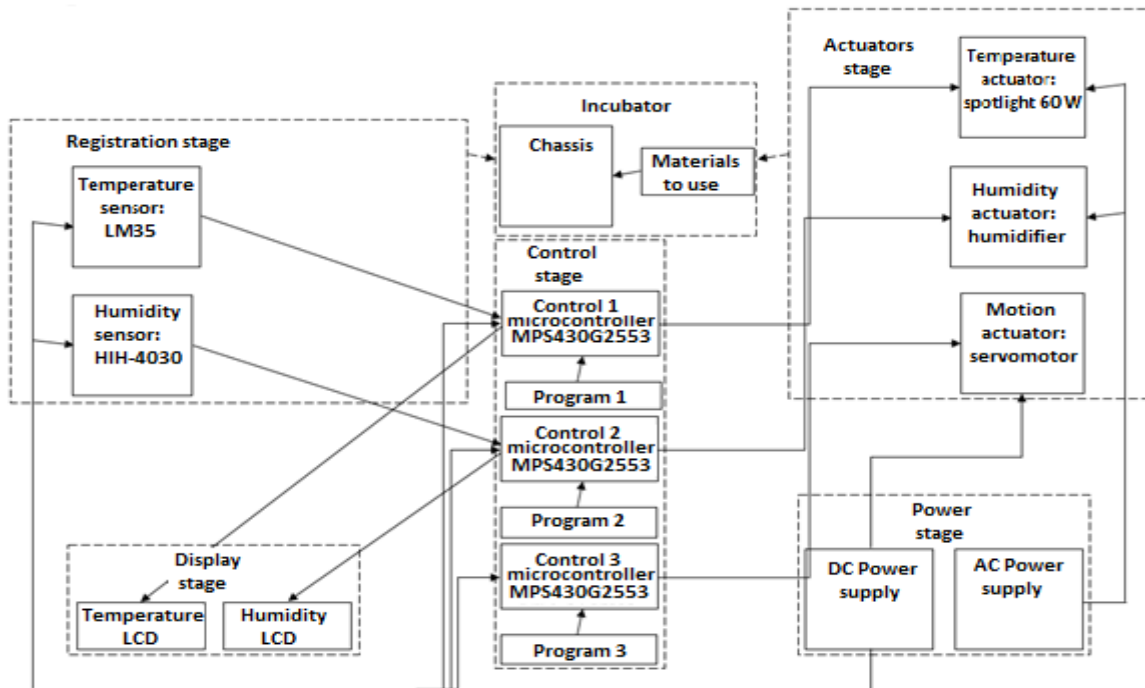 Registration stage
Temperature
sensor:
LM35
Humidity
sensor:
HIH-4030
Display
stage
Temperature
LCD
Humidity
LCD
Incubator
Chassis
Materials
to use
Control
stage
Control 1
microcontroller
MPS430G2553
Program 1
Control 2
microcontroller
MPS430G2553
Program 2
Control 3
microcontroller
MPS430G2553
Program 3
Actuators
stage
Temperature
actuator:
spotlight 60 W
Humidity
actuator:
humidifier
Motion
actuator:
servomotor
Power
stage
DC Power
supply
AC Power
supply